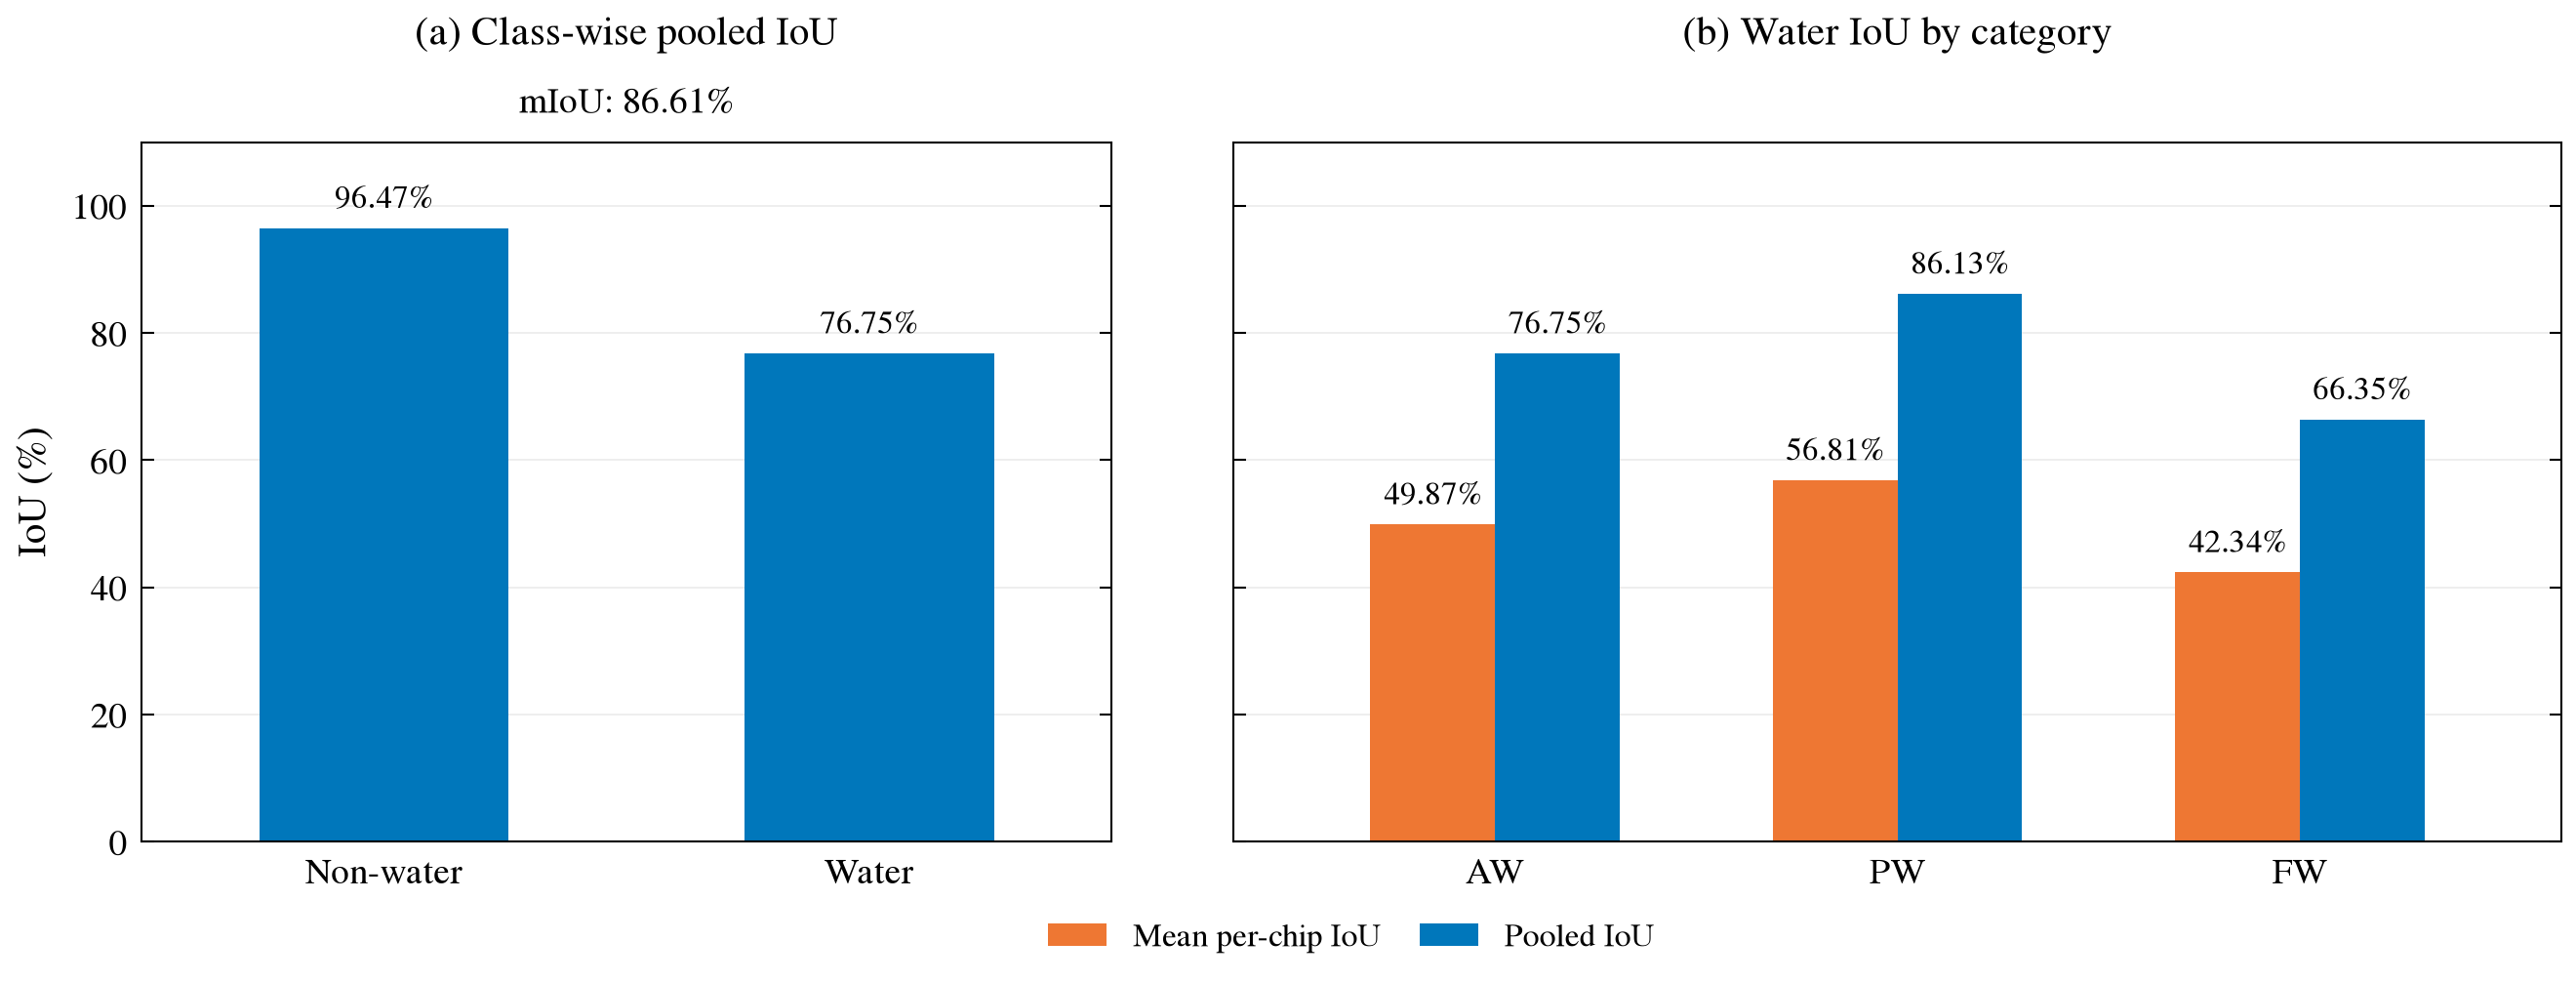 (a) Class-wise pooled IoU
mIoU: 86.61%
IoU (%)
100
80
60
40
20
0
96.47%
76.75%
Non-water
Water
(b) Water IoU by category
49.87%
76.75%
56.81%
86.13%
42.34%
66.35%
AW
PW
FW
Mean per-chip IoU
Pooled IoU